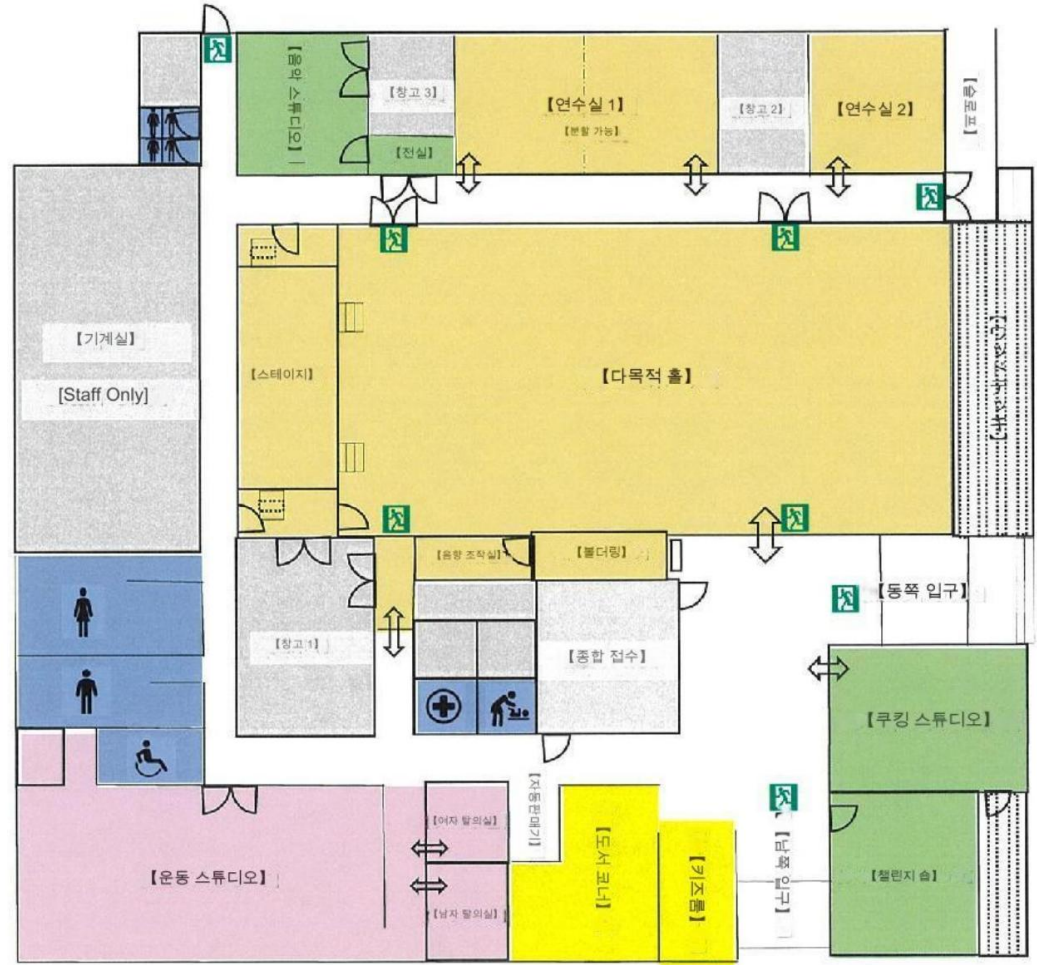 【음악 스튜디오】
【창고 3】
【전실】
【연수실 1】
【분할 가능】
【창고 2】
【연수실 2】
【슬로프】
【기계실】
[Staff Only]
【스테이지】
【다목적 홀】
【음향 조작실】
【볼더링】
【동쪽 입구】
【창고 1】
【종합 접수】
【쿠킹 스튜디오】
【자동판매기】
【여자 탈의실】
【도서 코너】
【키즈룸】
【남쪽 입구】
【운동 스튜디오】
【남자 탈의실】
【챌린지 숍】